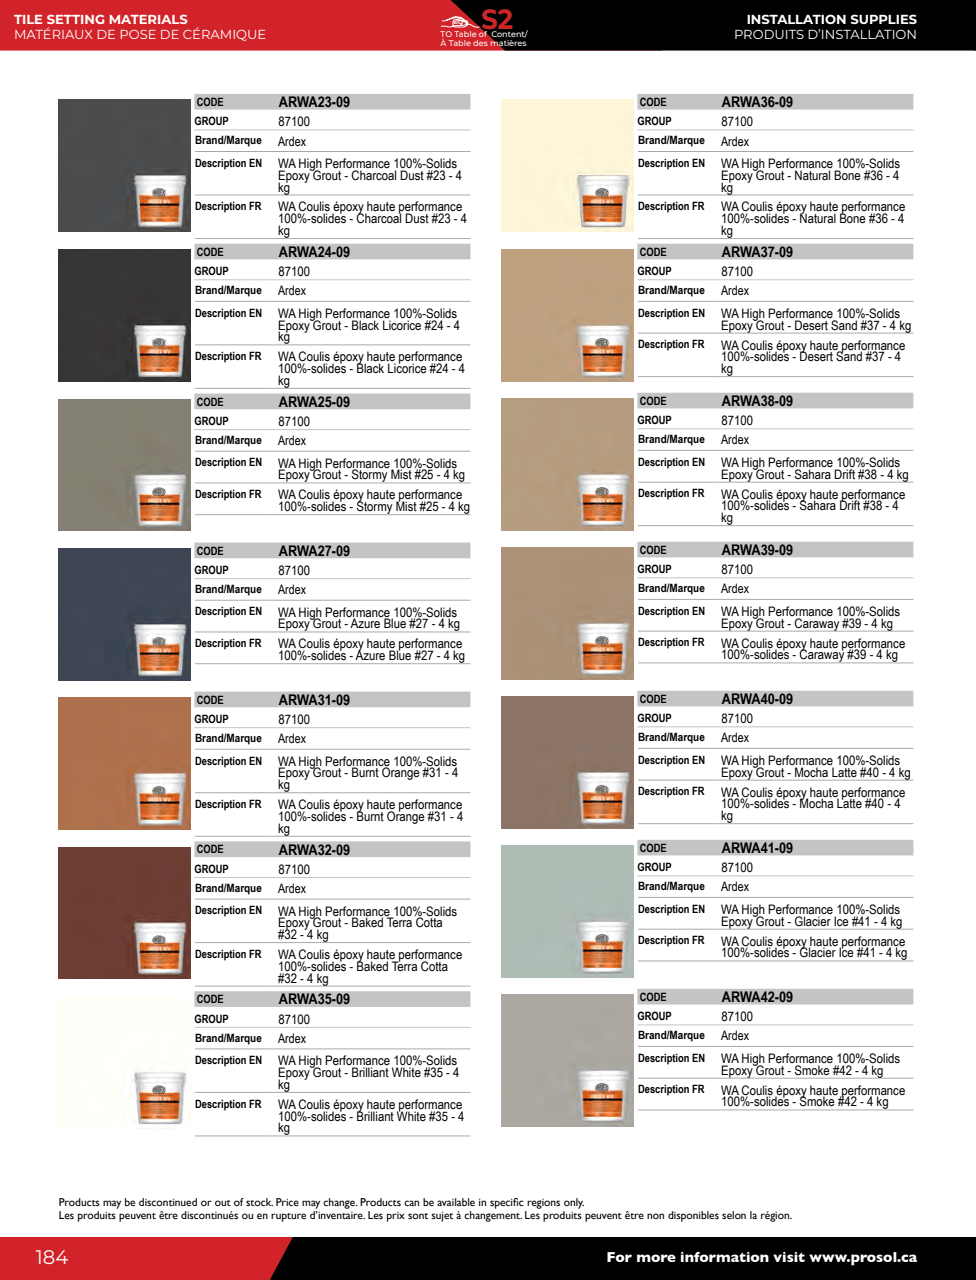 TILE SETTING MATERIALS
MATÉRIAUX DE POSE DE CÉRAMIQUE
S2
TO Table of Content/
À Table des matières
INSTALLATION SUPPLIES
PRODUITS D'INSTALLATION
CODE ARWA23-09
GROUP 87100
Brand/Marque Ardex
Description EN WA High Performance 100%-Solids
Epoxy Grout - Charcoal Dust #23 - 4
kg
Description FR WA Coulis époxy haute performance
100%-solides - Charcoal Dust #23 - 4
kg
CODE ARWA24-09
GROUP 87100
Brand/Marque Ardex
Description EN WA High Performance 100%-Solids
Epoxy Grout - Black Licorice #24 - 4
kg
Description FR WA Coulis époxy haute performance
100%-solides - Black Licorice #24 - 4
kg
CODE ARWA25-09
GROUP 87100
Brand/Marque Ardex
Description EN WA High Performance 100%-Solids
Epoxy Grout - Stormy Mist #25 - 4 kg
Description FR WA Coulis époxy haute performance
100%-solides - Stormy Mist #25 - 4 kg
CODE ARWA27-09
GROUP 87100
Brand/Marque Ardex
Description EN WA High Performance 100%-Solids
Epoxy Grout - Azure Blue #27 - 4 kg
Description FR WA Coulis époxy haute performance
100%-solides - Azure Blue #27 - 4 kg
CODE ARWA31-09
GROUP 87100
Brand/Marque Ardex
Description EN WA High Performance 100%-Solids
Epoxy Grout - Burnt Orange #31 - 4
kg
Description FR WA Coulis époxy haute performance
100%-solides - Burnt Orange #31 - 4
kg
CODE ARWA32-09
GROUP 87100
Brand/Marque Ardex
Description EN WA High Performance 100%-Solids
Epoxy Grout - Baked Terra Cotta
#32 - 4 kg
Description FR WA Coulis époxy haute performance
100%-solides - Baked Terra Cotta
#32 - 4 kg
CODE ARWA35-09
GROUP 87100
Brand/Marque Ardex
Description EN WA High Performance 100%-Solids
Epoxy Grout - Brilliant White #35 - 4
kg
Description FR WA Coulis époxy haute performance
100%-solides - Brilliant White #35 - 4
kg
CODE ARWA36-09
GROUP 87100
Brand/Marque Ardex
Description EN WA High Performance 100%-Solids
Epoxy Grout - Natural Bone #36 - 4
kg
Description FR WA Coulis époxy haute performance
100%-solides - Natural Bone #36 - 4
kg
CODE ARWA37-09
GROUP 87100
Brand/Marque Ardex
Description EN WA High Performance 100%-Solids
Epoxy Grout - Desert Sand #37 - 4 kg
Description FR WA Coulis époxy haute performance
100%-solides - Desert Sand #37 - 4
kg
CODE ARWA38-09
GROUP 87100
Brand/Marque Ardex
Description EN WA High Performance 100%-Solids
Epoxy Grout - Sahara Drift #38 - 4 kg
Description FR WA Coulis époxy haute performance
100%-solides - Sahara Drift #38 - 4
kg
CODE ARWA39-09
GROUP 87100
Brand/Marque Ardex
Description EN WA High Performance 100%-Solids
Epoxy Grout - Caraway #39 - 4 kg
Description FR WA Coulis époxy haute performance
100%-solides - Caraway #39 - 4 kg
CODE ARWA40-09
GROUP 87100
Brand/Marque Ardex
Description EN WA High Performance 100%-Solids
Epoxy Grout - Mocha Latte #40 - 4 kg
Description FR WA Coulis époxy haute performance
100%-solides - Mocha Latte #40 - 4
kg
CODE ARWA41-09
GROUP 87100
Brand/Marque Ardex
Description EN WA High Performance 100%-Solids
Epoxy Grout - Glacier Ice #41 - 4 kg
Description FR WA Coulis époxy haute performance
100%-solides - Glacier Ice #41 - 4 kg
CODE ARWA42-09
GROUP 87100
Brand/Marque Ardex
Description EN WA High Performance 100%-Solids
Epoxy Grout - Smoke #42 - 4 kg
Description FR WA Coulis époxy haute performance
100%-solides - Smoke #42 - 4 kg
Products may be discontinued or out of stock. Price may change. Products can be available in specific regions only.
Les produits peuvent être discontinués ou en rupture d'inventaire. Les prix sont sujet à changement. Les produits peuvent être non disponibles selon la région.
184
For more information visit www.prosol.ca